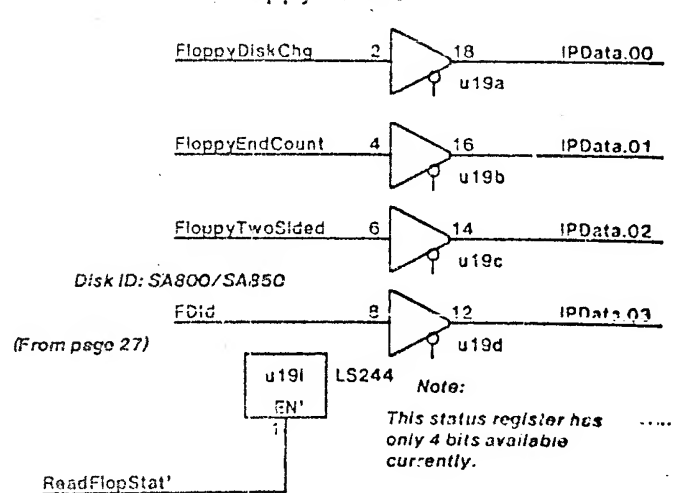 FloppyDiskChg 2 18 IPData.00
u19a
FloppyEndCount 4 16 IPData.01
u19b
FloppyTwoSided 6 14 IPData.02
u19c
Disk ID: SA800/SA850
FDId 8 12 IPData.03
(From page 27)
u19d
u19i LS244
EN'
1
Note:
This status register has .....
only 4 bits available
currently.
ReadFlopStat'